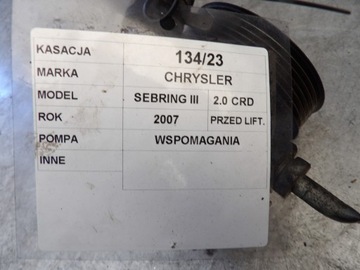 KASACJA 134/23
MARKA CHRYSLER
MODEL SEBRING III 2.0 CRD
ROK 2007 PRZED LIFT.
POMPA WSPOMAGANIA
INNE